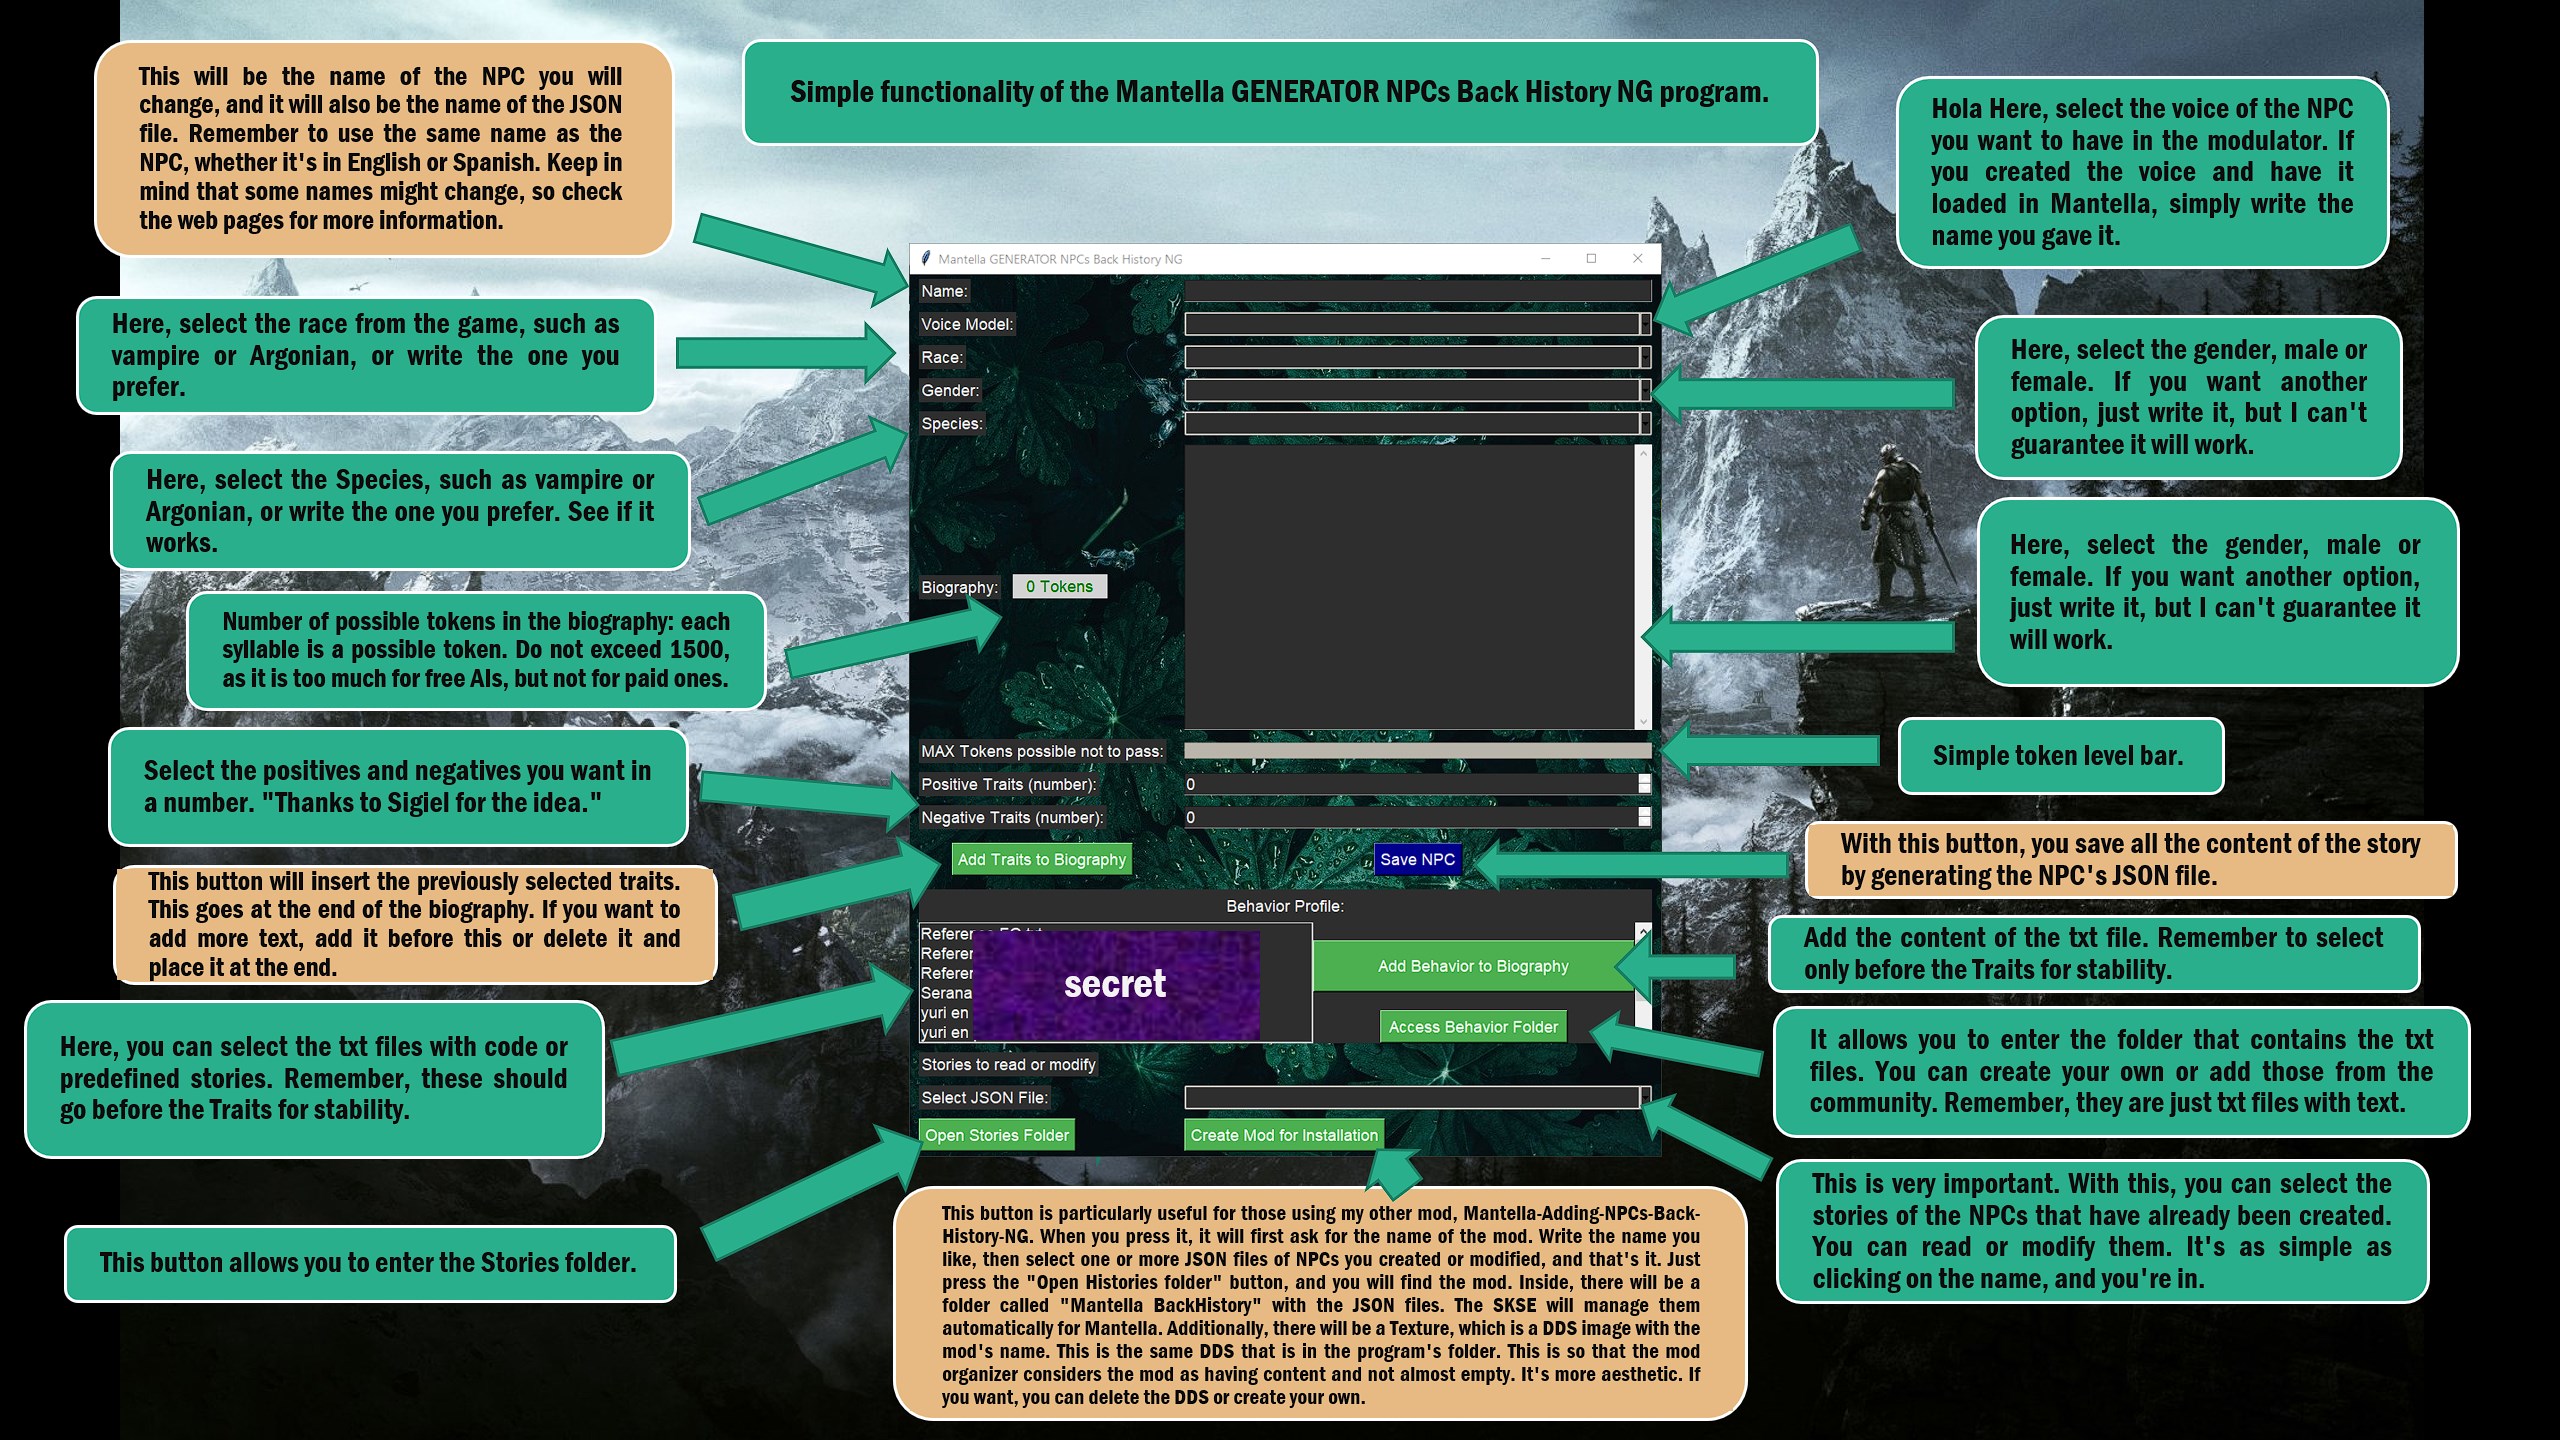 Simple functionality of the Mantella GENERATOR NPCs Back History NG program.
This will be the name of the NPC you will
change, and it will also be the name of the JSON
file. Remember to use the same name as the
NPC, whether it's in English or Spanish. Keep in
mind that some names might change, so check
the web pages for more information.
Here, select the race from the game, such as
vampire or Argonian, or write the one you
prefer.
Here, select the Species, such as vampire or
Argonian, or write the one you prefer. See if it
works.
Number of possible tokens in the biography: each
syllable is a possible token. Do not exceed 1500,
as it is too much for free AIs, but not for paid ones.
Select the positives and negatives you want in
a number. "Thanks to Sigiel for the idea."
This button will insert the previously selected traits.
This goes at the end of the biography. If you want to
add more text, add it before this or delete it and
place it at the end.
Here, you can select the txt files with code or
predefined stories. Remember, these should
go before the Traits for stability.
This button allows you to enter the Stories folder.
Mantella GENERATOR NPCs Back History NG
Name:
Voice Model:
Race:
Gender:
Species:
Biography: 0 Tokens
MAX Tokens possible not to pass:
Positive Traits (number): 0
Negative Traits (number): 0
Add Traits to Biography Save NPC
Behavior Profile:
Refer
Refer
Serana
yuri en
yuri en
secret
Add Behavior to Biography
Access Behavior Folder
Stories to read or modify
Select JSON File:
Open Stories Folder Create Mod for Installation
This button is particularly useful for those using my other mod, Mantella-Adding-NPCs-Back-
History-NG. When you press it, it will first ask for the name of the mod. Write the name you
like, then select one or more JSON files of NPCs you created or modified, and that's it. Just
press the "Open Histories folder" button, and you will find the mod. Inside, there will be a
folder called "Mantella BackHistory" with the JSON files. The SKSE will manage them
automatically for Mantella. Additionally, there will be a Texture, which is a DDS image with the
mod's name. This is the same DDS that is in the program's folder. This is so that the mod
organizer considers the mod as having content and not almost empty. It's more aesthetic. If
you want, you can delete the DDS or create your own.
Hola Here, select the voice of the NPC
you want to have in the modulator. If
you created the voice and have it
loaded in Mantella, simply write the
name you gave it.
Here, select the gender, male or
female. If you want another
option, just write it, but I can't
guarantee it will work.
Here, select the gender, male or
female. If you want another option,
just write it, but I can't guarantee it
will work.
Simple token level bar.
With this button, you save all the content of the story
by generating the NPC's JSON file.
Add the content of the txt file. Remember to select
only before the Traits for stability.
It allows you to enter the folder that contains the txt
files. You can create your own or add those from the
community. Remember, they are just txt files with text.
This is very important. With this, you can select the
stories of the NPCs that have already been created.
You can read or modify them. It's as simple as
clicking on the name, and you're in.